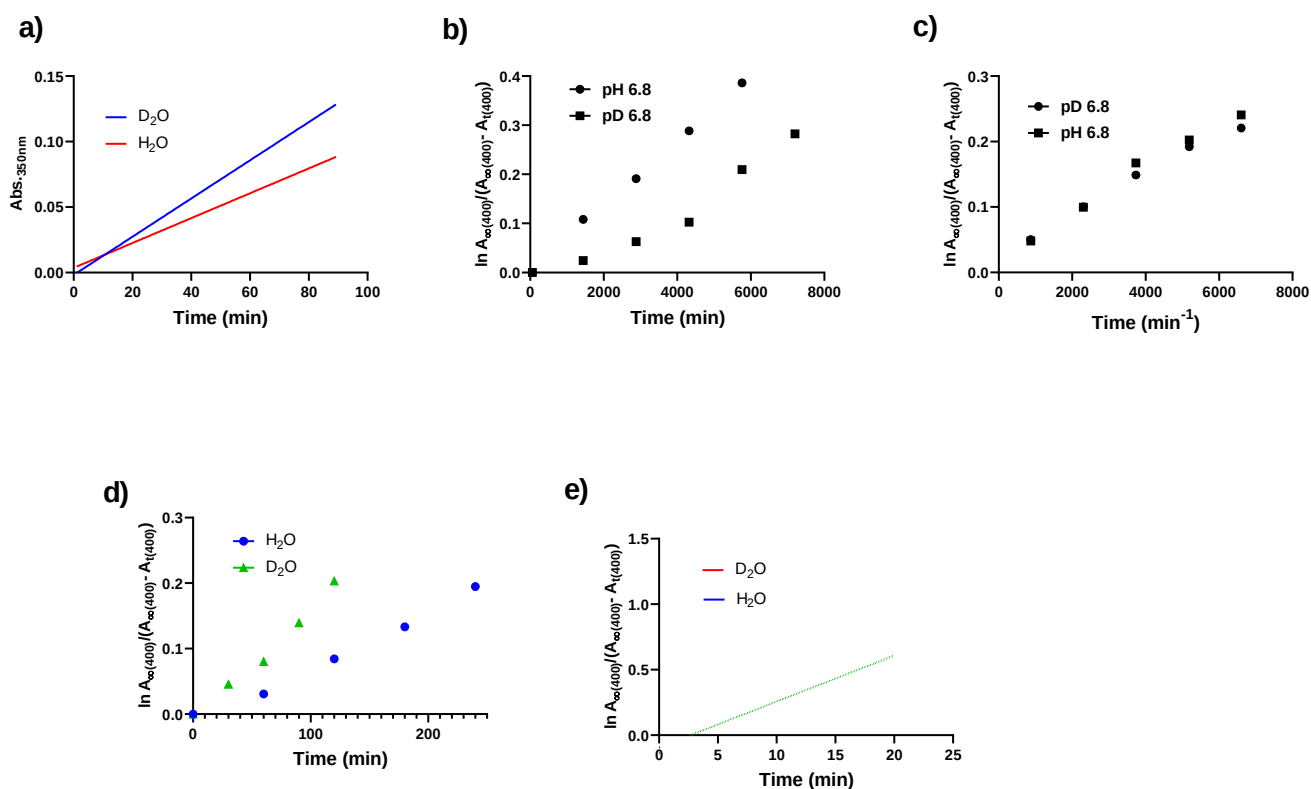 a)
Abs.350nm
0.15
0.10
0.05
0.00
D₂O
H₂O
0 20 40 60 80 100
Time (min)
b)
ln A∞(400)/(A∞(400)- At(400))
0.4
0.3
0.2
0.1
0.0
pH 6.8
pD 6.8
0 2000 4000 6000 8000
Time (min)
c)
ln A∞(400)/(A∞(400)- At(400))
0.3
0.2
0.1
0.0
pD 6.8
pH 6.8
0 2000 4000 6000 8000
Time (min⁻¹)
d)
ln A∞(400)/(A∞(400)- At(400))
0.3
0.2
0.1
0.0
H₂O
D₂O
0 100 200
Time (min)
e)
ln A∞(400)/(A∞(400)- At(400))
1.5
1.0
0.5
0.0
D₂O
H₂O
0 5 10 15 20 25
Time (min)